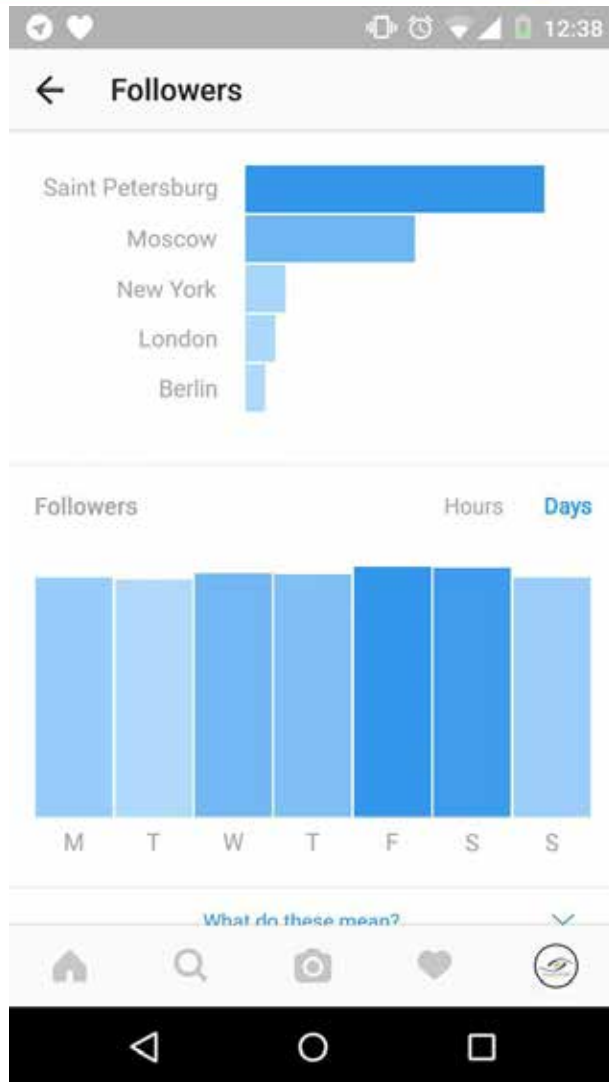 12:38
Followers
Saint Petersburg
Moscow
New York
London
Berlin
Followers Hours Days
M T W T F S S
What do these mean?